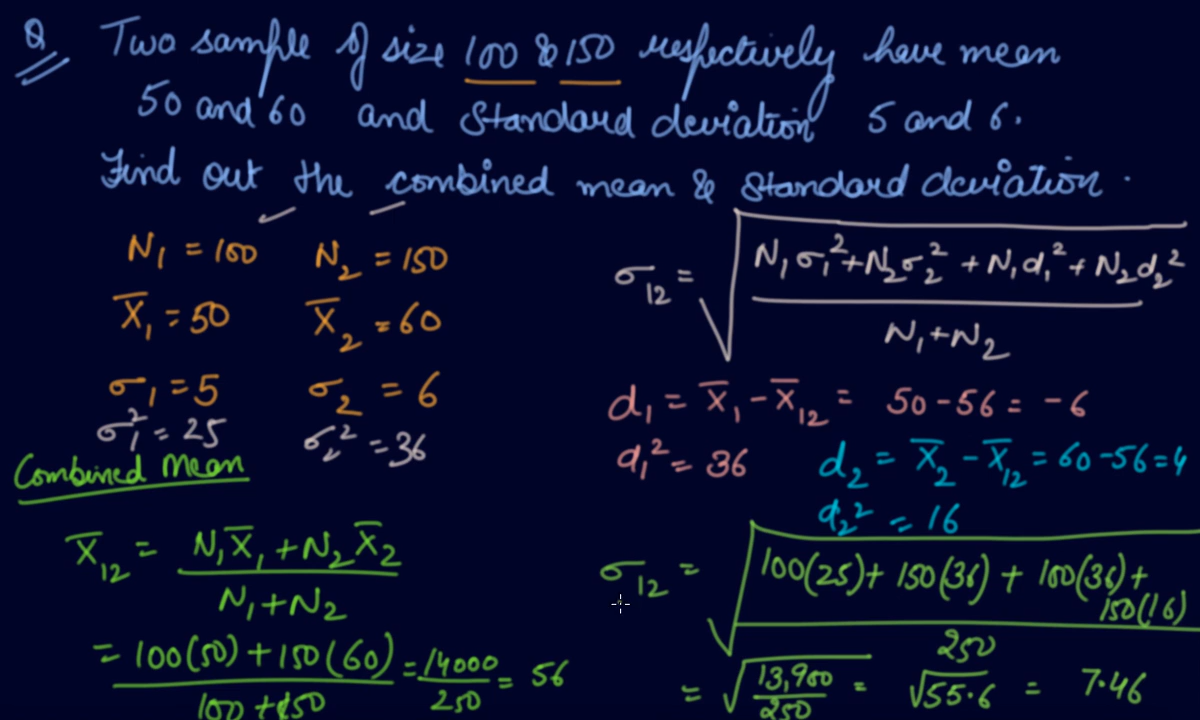 Q Two sample of size 100 & 150 respectively have mean
50 and 60 and Standard deviation 5 and 6.
Find out the combined mean & Standard deviation.
N₁ = 100 N₂ = 150
X̅₁ = 50 X̅₂ = 60
σ₁ = 5 σ₂ = 6
σ₁² = 25 σ₂² = 36
Combined Mean
X̅₁₂ = (N₁X̅₁ + N₂X̅₂) / (N₁ + N₂)
= (100(50) + 150(60)) / (100 + 150) = 14000/250 = 56
σ₁₂ = √((N₁σ₁² + N₂σ₂² + N₁d₁² + N₂d₂²) / (N₁ + N₂))
d₁ = X̅₁ - X̅₁₂ = 50 - 56 = -6
d₁² = 36
d₂ = X̅₂ - X̅₁₂ = 60 - 56 = 4
d₂² = 16
σ₁₂ = √((100(25) + 150(36) + 100(36) + 150(16)) / 250)
= √(13,900/250) = √55.6 = 7.46